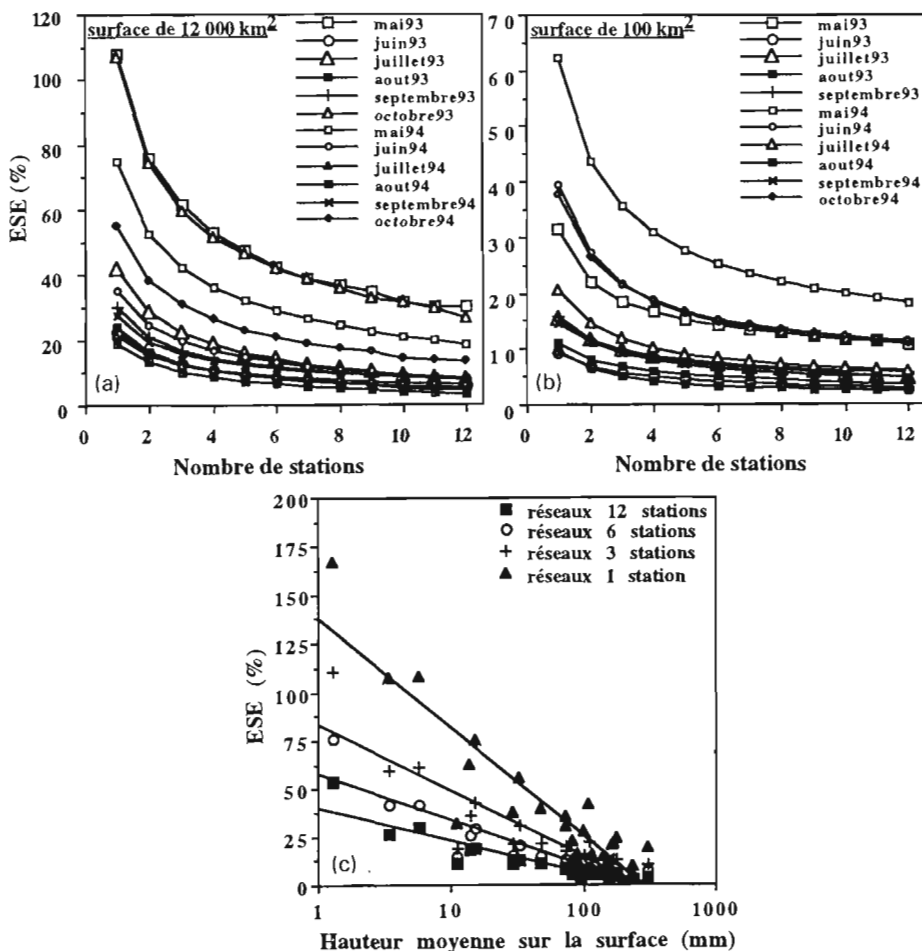 surface de 12 000 km2
ESE (%)
120
100
80
60
40
20
0
mai93
juin93
juillet93
aout93
septembre93
octobre93
mai94
juin94
juillet94
aout94
septembre94
octobre94
(a)
0 2 4 6 8 10 12
Nombre de stations
surface de 100 km2
70
60
50
40
30
20
10
0
mai93
juin93
juillet93
aout93
septembre93
mai94
juin94
juillet94
aout94
septembre94
octobre94
(b)
0 2 4 6 8 10 12
Nombre de stations
ESE (%)
200
175
150
125
100
75
50
25
0
réseaux 12 stations
réseaux 6 stations
réseaux 3 stations
réseaux 1 station
(c)
1 10 100 1000
Hauteur moyenne sur la surface (mm)